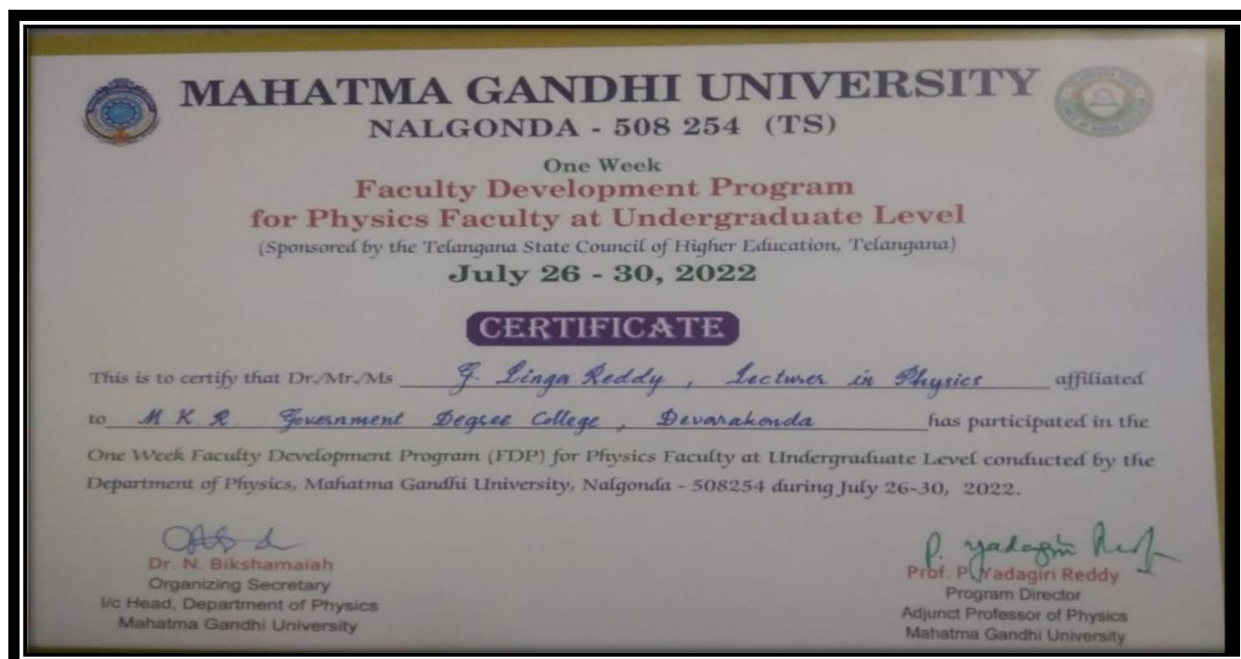 MAHATMA GANDHI UNIVERSITY
NALGONDA - 508 254 (TS)
One Week
Faculty Development Program
for Physics Faculty at Undergraduate Level
(Sponsored by the Telangana State Council of Higher Education, Telangana)
July 26 - 30, 2022
CERTIFICATE
This is to certify that Dr./Mr./Ms G. Linga Reddy, Lecturer in Physics affiliated
to M K R Government Degree College, Devarakonda has participated in the
One Week Faculty Development Program (FDP) for Physics Faculty at Undergraduate Level conducted by the
Department of Physics, Mahatma Gandhi University, Nalgonda - 508254 during July 26-30, 2022.
Dr. N. Bikshamaiah
Organizing Secretary
I/c Head, Department of Physics
Mahatma Gandhi University
P. Yadagiri
Prof. P. Yadagiri Reddy
Program Director
Adjunct Professor of Physics
Mahatma Gandhi University